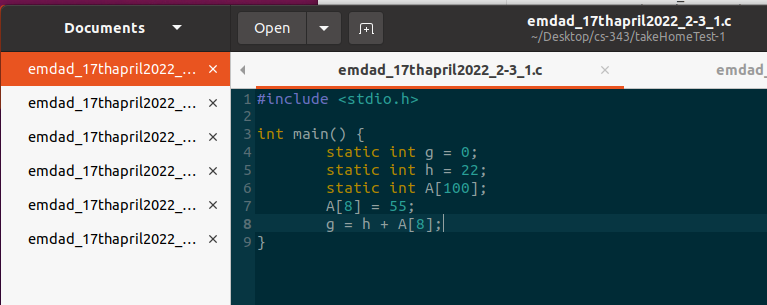 Documents
Open
emdad_17thapril2022_2-3_1.c
~/Desktop/cs-343/takeHomeTest-1
emdad_17thapril2022_... ×
emdad_17thapril2022_... ×
emdad_17thapril2022_... ×
emdad_17thapril2022_... ×
emdad_17thapril2022_... ×
emdad_17thapril2022_... ×
emdad_17thapril2022_2-3_1.c ×
emdad_
1 #include <stdio.h>
2
3 int main() {
4         static int g = 0;
5         static int h = 22;
6         static int A[100];
7         A[8] = 55;
8         g = h + A[8];
9 }